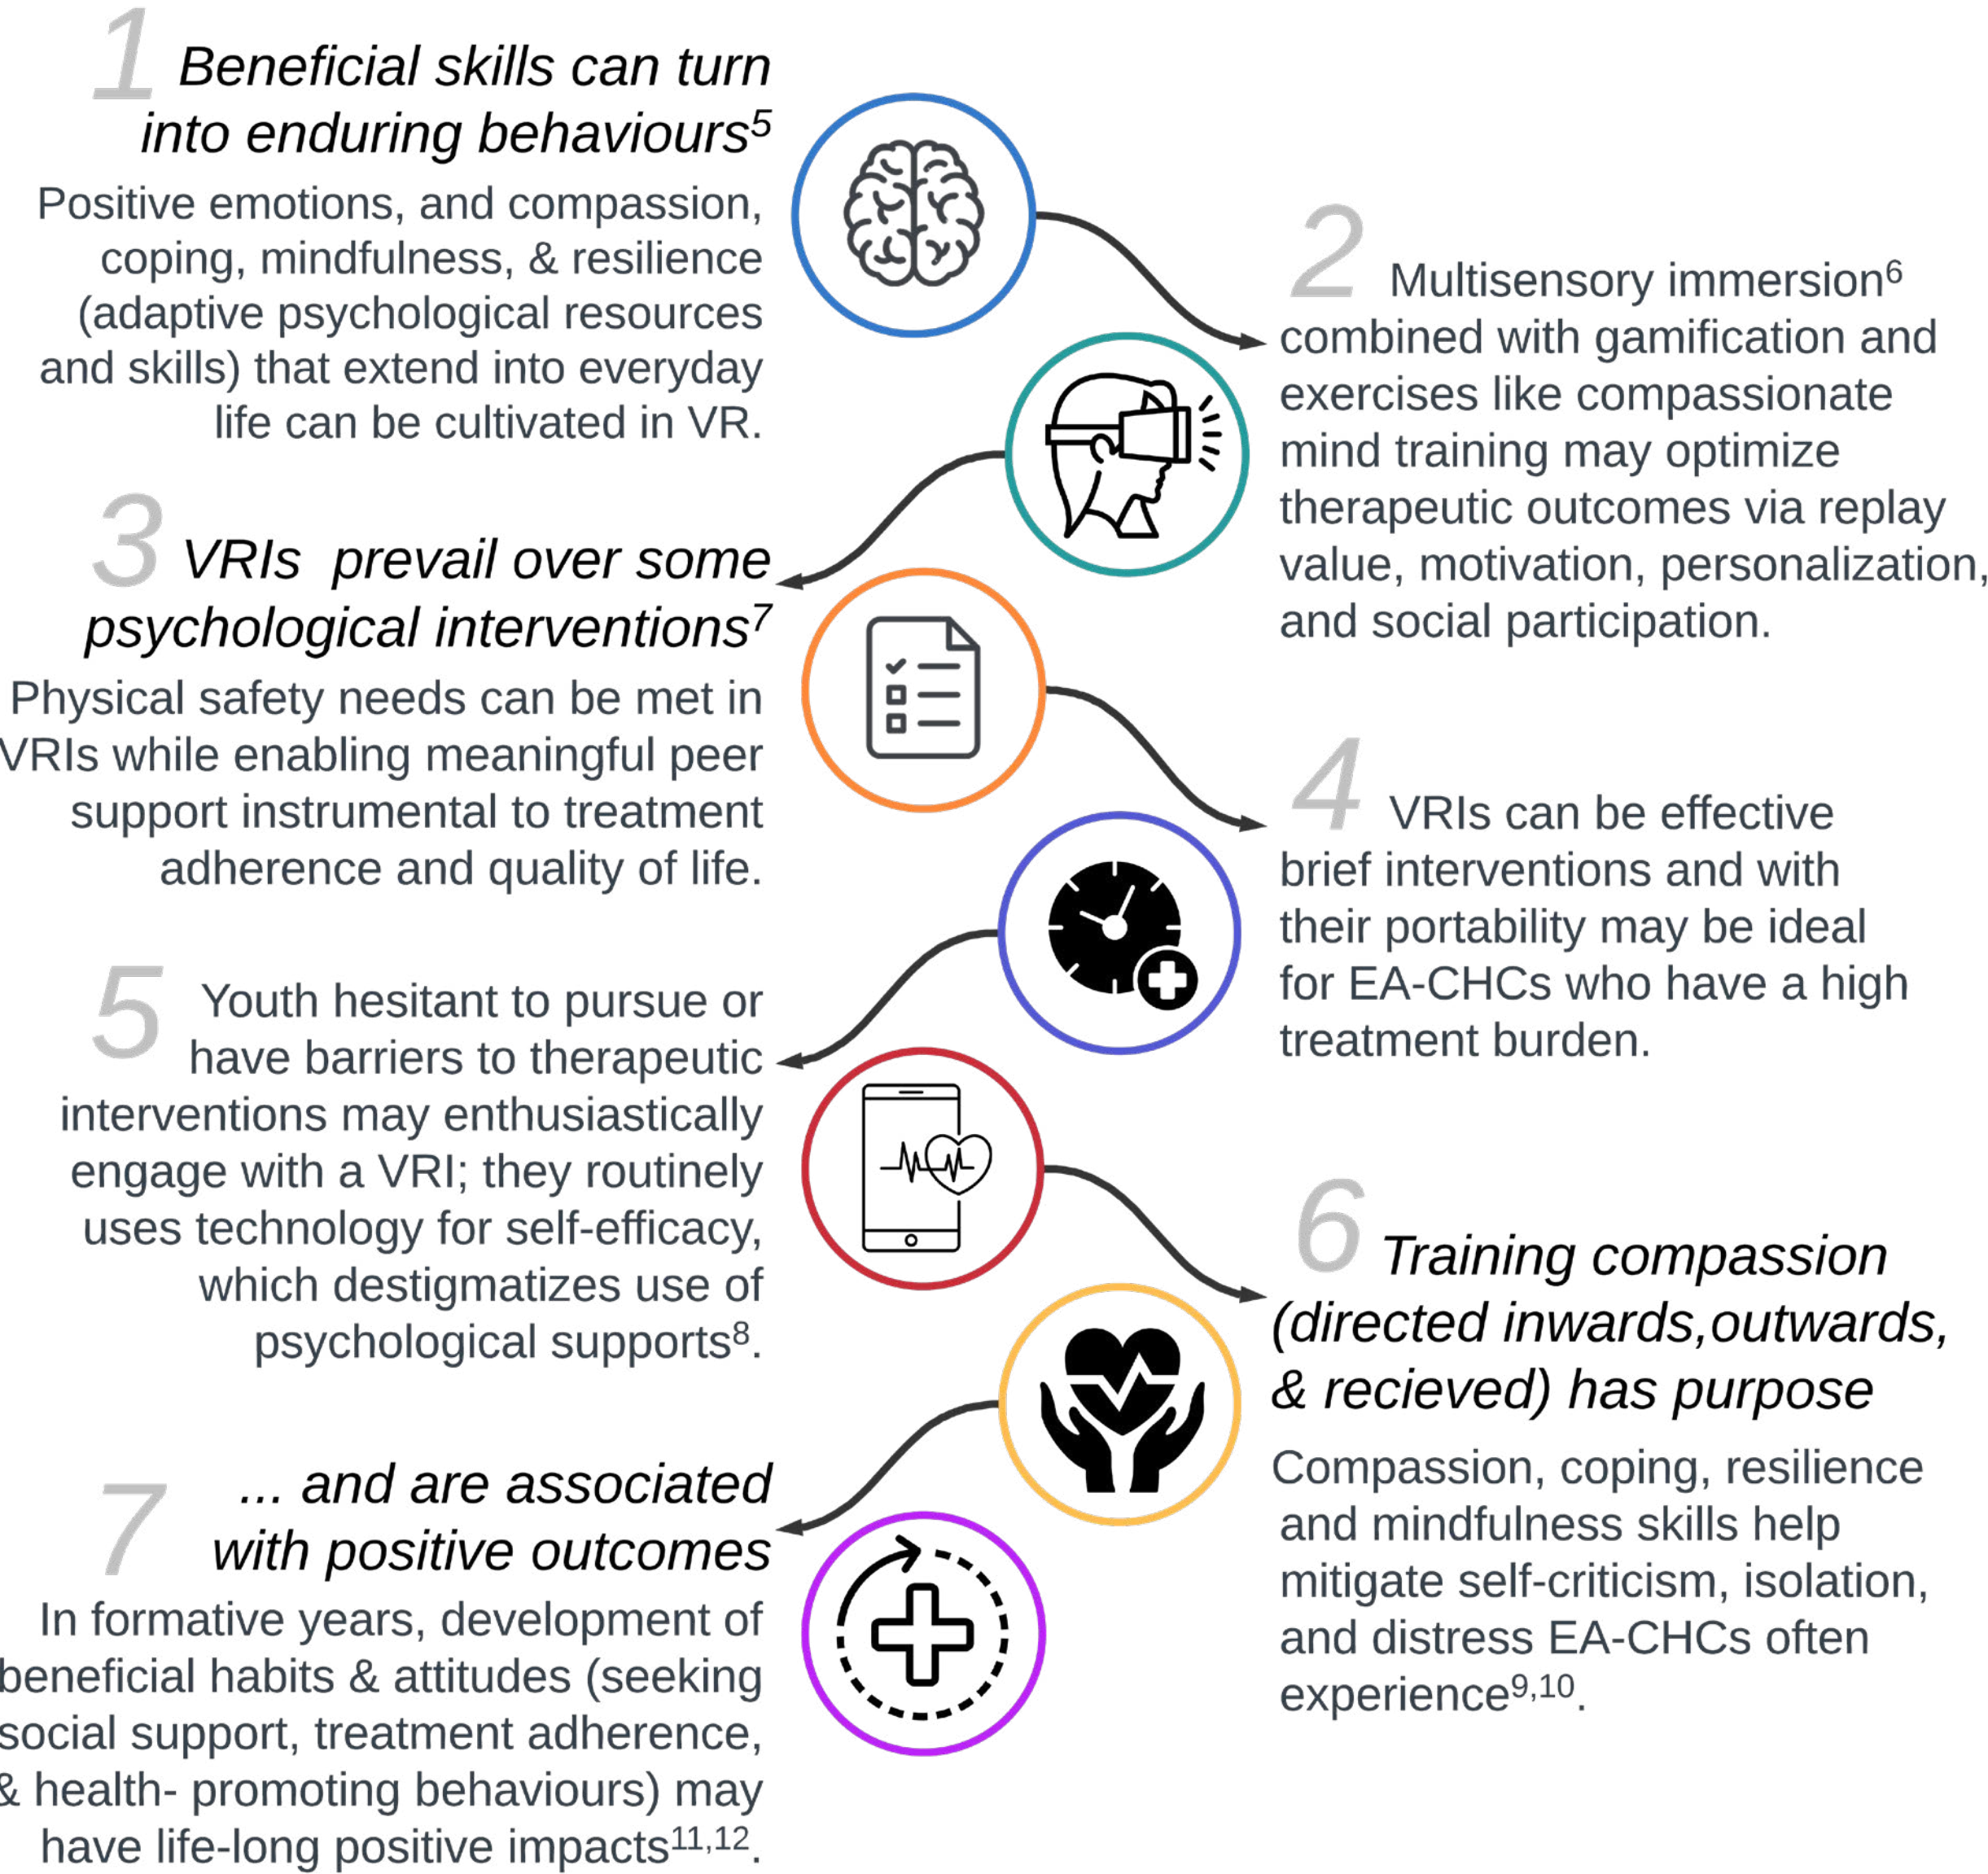 1 Beneficial skills can turn
into enduring behaviours5
Positive emotions, and compassion,
coping, mindfulness, & resilience
(adaptive psychological resources
and skills) that extend into everyday
life can be cultivated in VR.
2 Multisensory immersion6
combined with gamification and
exercises like compassionate
mind training may optimize
therapeutic outcomes via replay
value, motivation, personalization,
and social participation.
3 VRIs prevail over some
psychological interventions7
Physical safety needs can be met in
VRIs while enabling meaningful peer
support instrumental to treatment
adherence and quality of life.
4 VRIs can be effective
brief interventions and with
their portability may be ideal
for EA-CHCs who have a high
treatment burden.
5 Youth hesitant to pursue or
have barriers to therapeutic
interventions may enthusiastically
engage with a VRI; they routinely
uses technology for self-efficacy,
which destigmatizes use of
psychological supports8.
6 Training compassion
(directed inwards,outwards,
& recieved) has purpose
Compassion, coping, resilience
and mindfulness skills help
mitigate self-criticism, isolation,
and distress EA-CHCs often
experience9,10.
7 ... and are associated
with positive outcomes
In formative years, development of
beneficial habits & attitudes (seeking
social support, treatment adherence,
& health- promoting behaviours) may
have life-long positive impacts11,12.